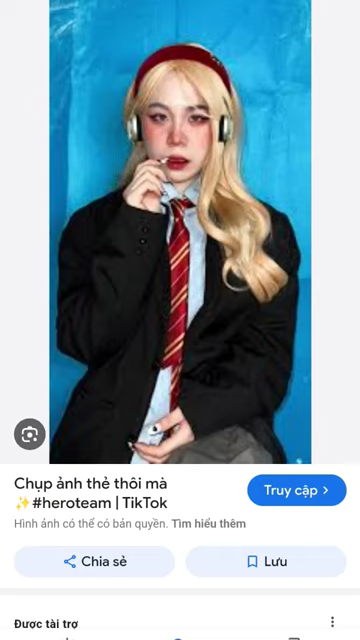 Chụp ảnh thẻ thôi mà
✨#heroteam | TikTok
Truy cập >
Hình ảnh có thể có bản quyền. Tìm hiểu thêm
Chia sẻ
Lưu
Được tài trợ